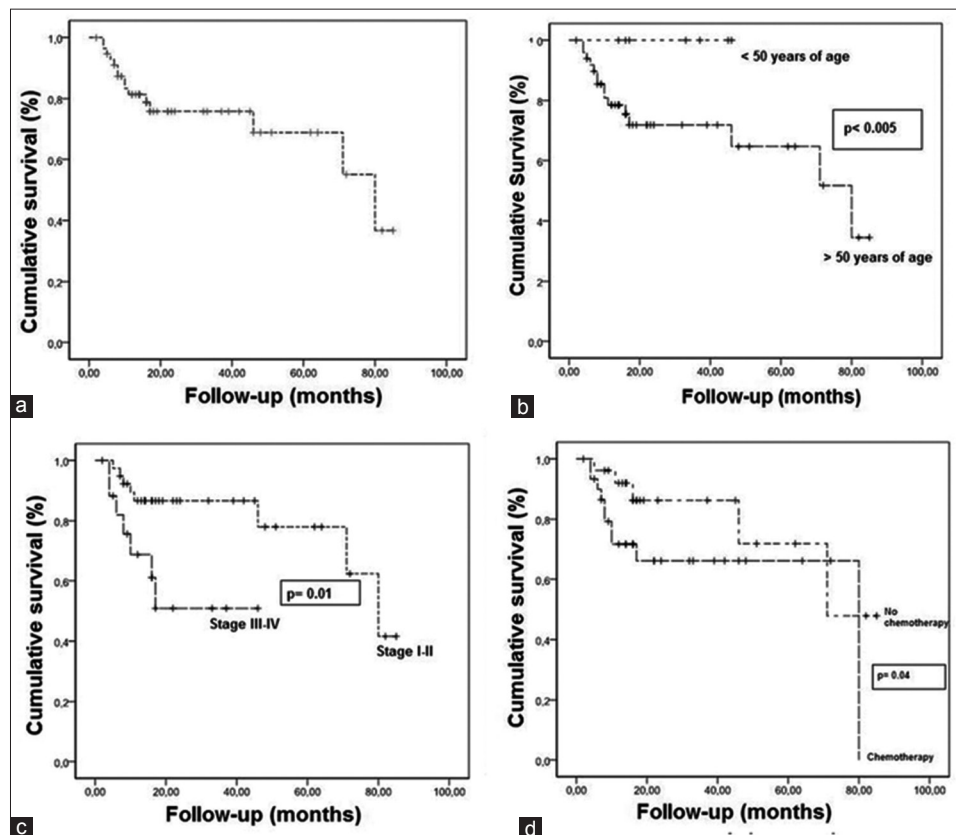 1,0
0,8
0,6
0,4
0,2
0,0
Cumulative survival (%)
0,00 20,00 40,00 60,00 80,00 100,00
Follow-up (months)
a
1 0
8
6
4
2
0,0
Cumulative Survival (%)
< 50 years of age
p< 0.005
> 50 years of age
0,00 20,00 40,00 60,00 80,00 100,00
Follow-up (months)
b
1,0
0,8
0,6
0,4
0,2
0,0
Cumulative survival (%)
p= 0.01
Stage III-IV
Stage I-II
0,00 20,00 40,00 60,00 80,00 100,00
Follow-up (months)
c
1,0
0,8
0,6
0,4
0,2
0,0
Cumulative survival (%)
No
chemotherapy
p= 0.04
Chemotherapy
0,00 20,00 40,00 60,00 80,00 100,00
Follow-up (months)
d